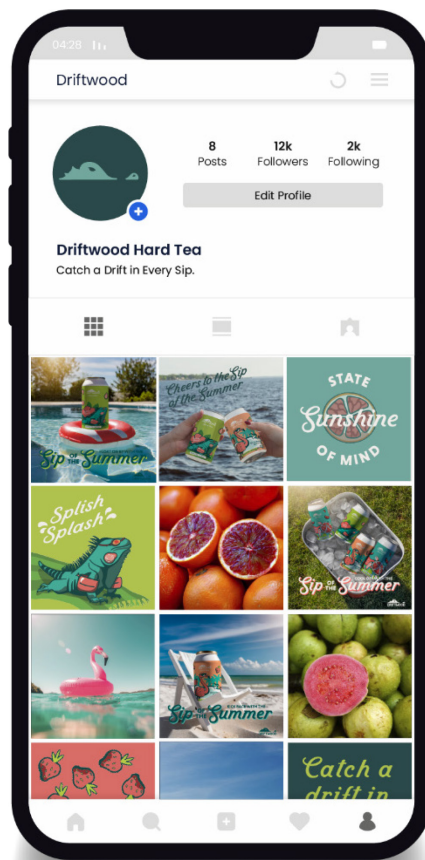 04:28
Driftwood
8
12k
2k
Posts
Followers
Following
Edit Profile
Driftwood Hard Tea
Catch a Drift in Every Sip.
Sip OF THE Summer
Cheers to the Sip
of the Summer
STATE
Sunshine
OF MIND
Splish
Splash
Sip OF THE Summer
Sip OF THE Summer
Catch a
drift in